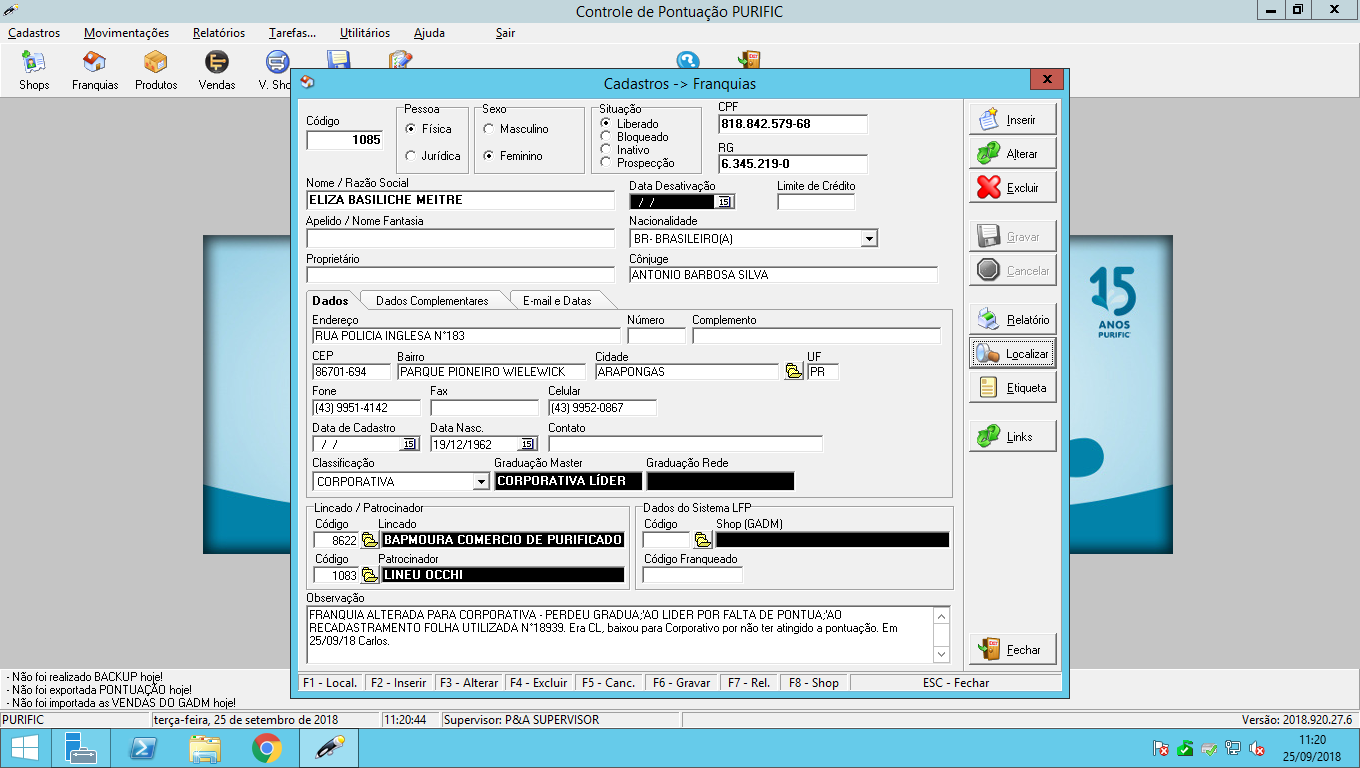 Controle de Pontuação PURIFIC
Cadastros Movimentações Relatórios Tarefas... Utilitários Ajuda Sair
Shops Franquias Produtos Vendas V. Sho
Cadastros -> Franquias
Código
1085
Pessoa
Física
Jurídica
Sexo
Masculino
Feminino
Situação
Liberado
Bloqueado
Inativo
Prospecção
CPF
818.842.579-68
RG
6.345.219-0
Nome / Razão Social
ELIZA BASILICHE MEITRE
Data Desativação
/ / 15
Limite de Crédito
Apelido / Nome Fantasia
Nacionalidade
BR- BRASILEIRO(A)
Proprietário
Cônjuge
ANTONIO BARBOSA SILVA
Dados Dados Complementares E-mail e Datas
Endereço Número Complemento
RUA POLICIA INGLESA N°183
CEP Bairro Cidade UF
86701-694 PARQUE PIONEIRO WIELEWICK ARAPONGAS PR
Fone Fax Celular
(43) 9951-4142 (43) 9952-0867
Data de Cadastro Data Nasc. Contato
/ / 15 19/12/1962 15
Classificação Graduação Master Graduação Rede
CORPORATIVA CORPORATIVA LÍDER
Lincado / Patrocinador
Código Lincado
8622 BAPMOURA COMERCIO DE PURIFICADO
Código Patrocinador
1083 LINEU OCCHI
Dados do Sistema LFP
Código Shop (GADM)
Código Franqueado
Observação
FRANQUIA ALTERADA PARA CORPORATIVA - PERDEU GRADUA;'AO LIDER POR FALTA DE PONTUA;'AO
RECADASTRAMENTO FOLHA UTILIZADA N°18939. Era CL, baixou para Corporativo por não ter atingido a pontuação. Em
25/09/18 Carlos.
Inserir
Alterar
Excluir
Gravar
Cancelar
Relatório
Localizar
Etiqueta
Links
Fechar
F1 - Local. F2 - Inserir F3 - Alterar F4 - Excluir F5 - Canc. F6 - Gravar F7 - Rel. F8 - Shop ESC - Fechar
15
ANOS
PURIFIC
- Não foi realizado BACKUP hoje!
- Não foi exportada PONTUAÇÃO hoje!
- Não foi importada as VENDAS DO GADM hoje!
PURIFIC terça-feira, 25 de setembro de 2018 11:20:44 Supervisor: P&A SUPERVISOR Versão: 2018.920.27.6
11:20
25/09/2018